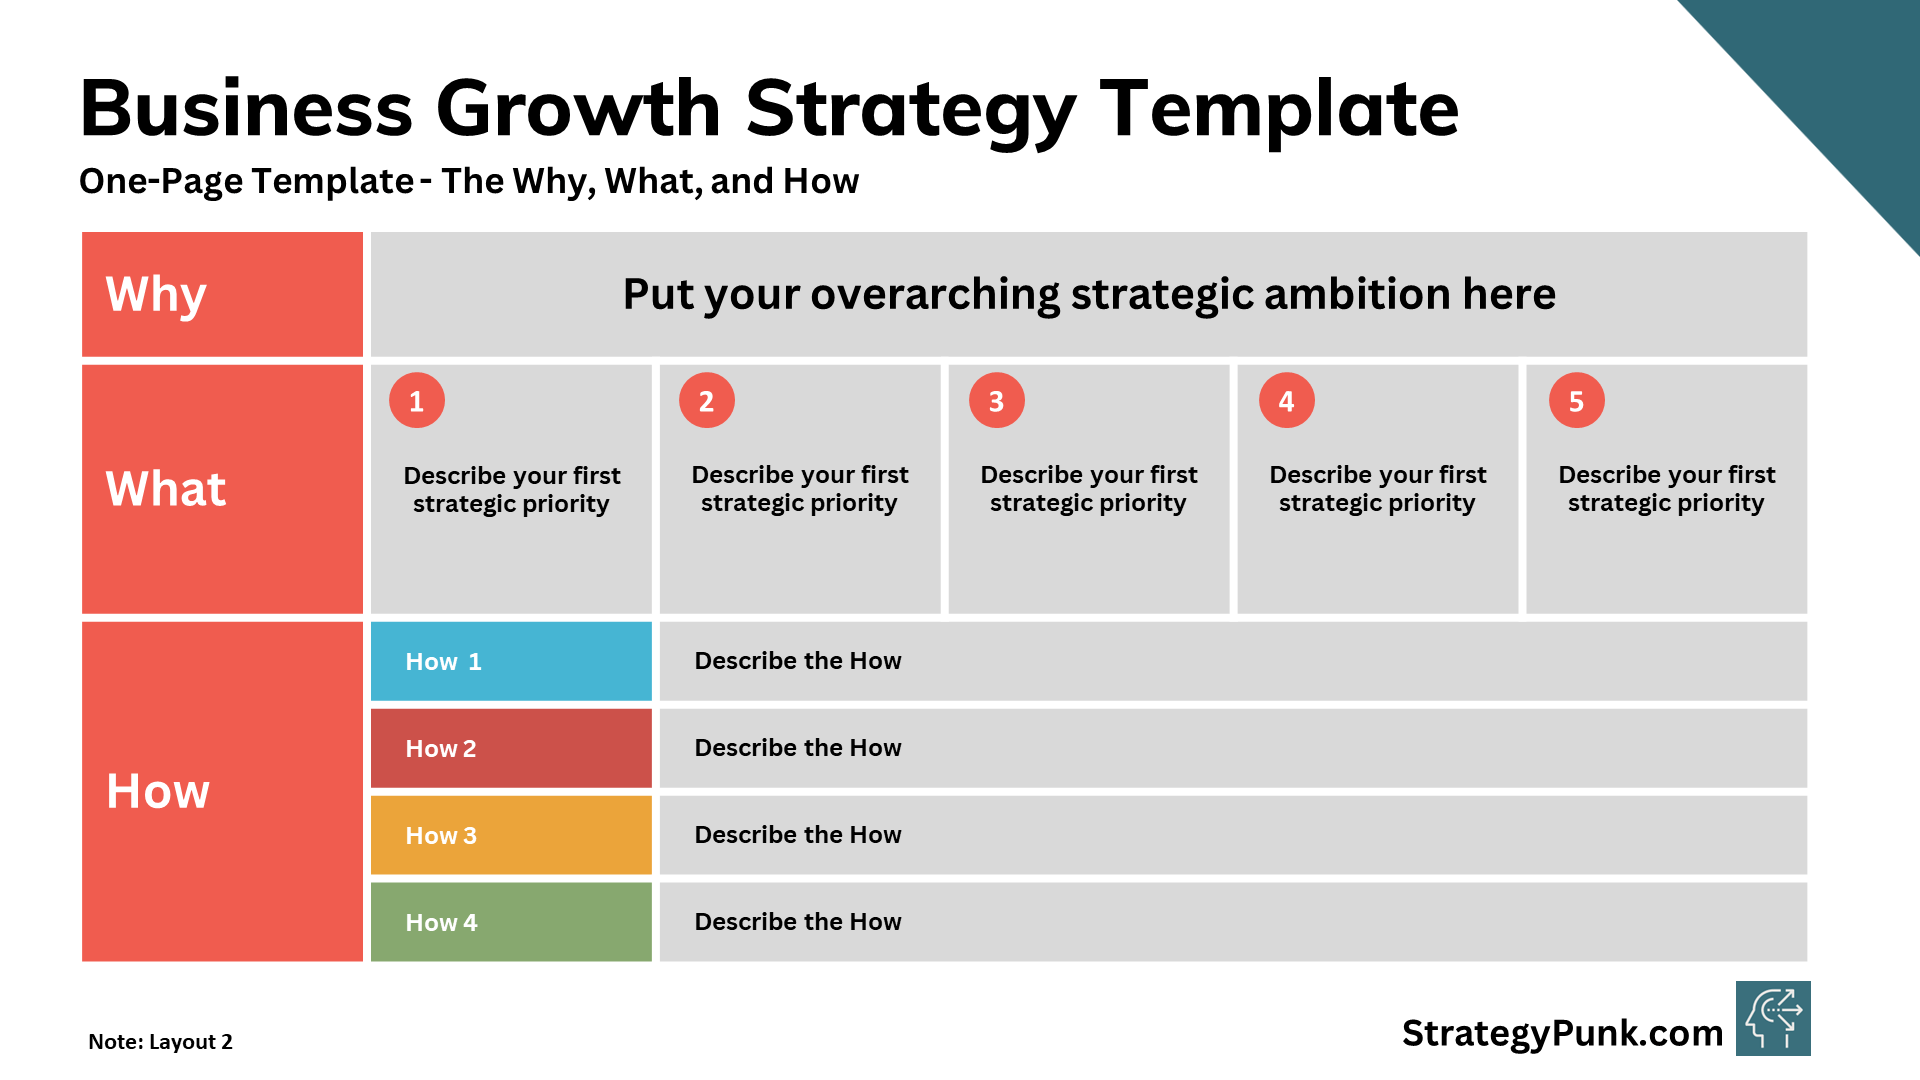 Business Growth Strategy Template
One-Page Template - The Why, What, and How
Why
Put your overarching strategic ambition here
What
1
Describe your first
strategic priority
2
Describe your first
strategic priority
3
Describe your first
strategic priority
4
Describe your first
strategic priority
5
Describe your first
strategic priority
How
How 1
Describe the How
How 2
Describe the How
How 3
Describe the How
How 4
Describe the How
Note: Layout 2
StrategyPunk.com